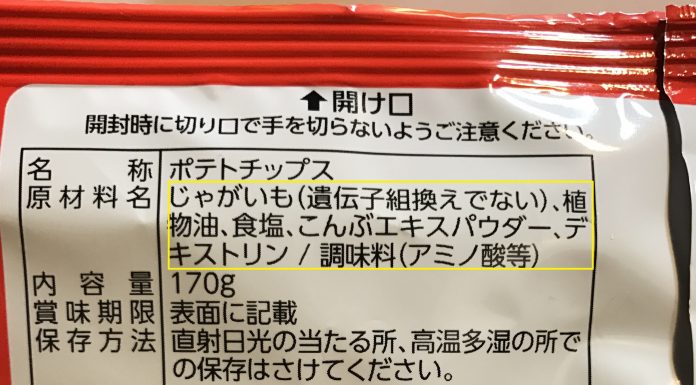 ⬆開け口
開封時に切り口で手を切らないようご注意ください。
名称 ポテトチップス
原材料名 じゃがいも(遺伝子組換えでない)、植
物油、食塩、こんぶエキスパウダー、デ
キストリン / 調味料(アミノ酸等)
内容量 170g
賞味期限 表面に記載
保存方法 直射日光の当たる所、高温多湿の所で
の保存はさけてください。